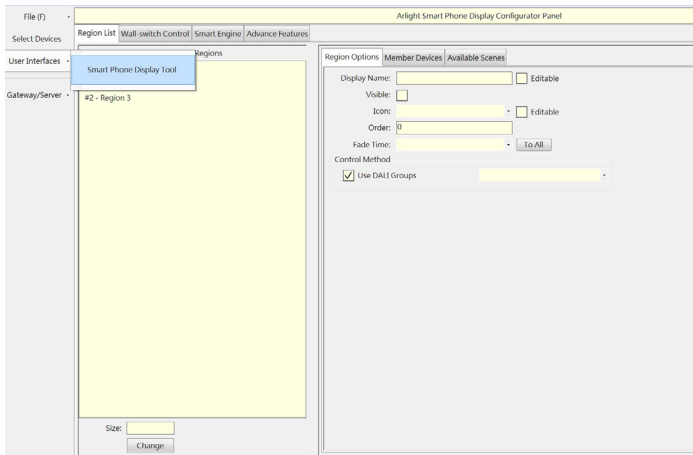 File (F)
Arlight Smart Phone Display Configurator Panel
Select Devices
Region List Wall-switch Control Smart Engine Advance Features
User Interfaces
Regions
Smart Phone Display Tool
Gateway/Server
#2 - Region 3
Region Options Member Devices Available Scenes
Display Name: Editable
Visible:
Icon: Editable
Order: 0
Fade Time: To All
Control Method
Use DALI Groups
Size:
Change